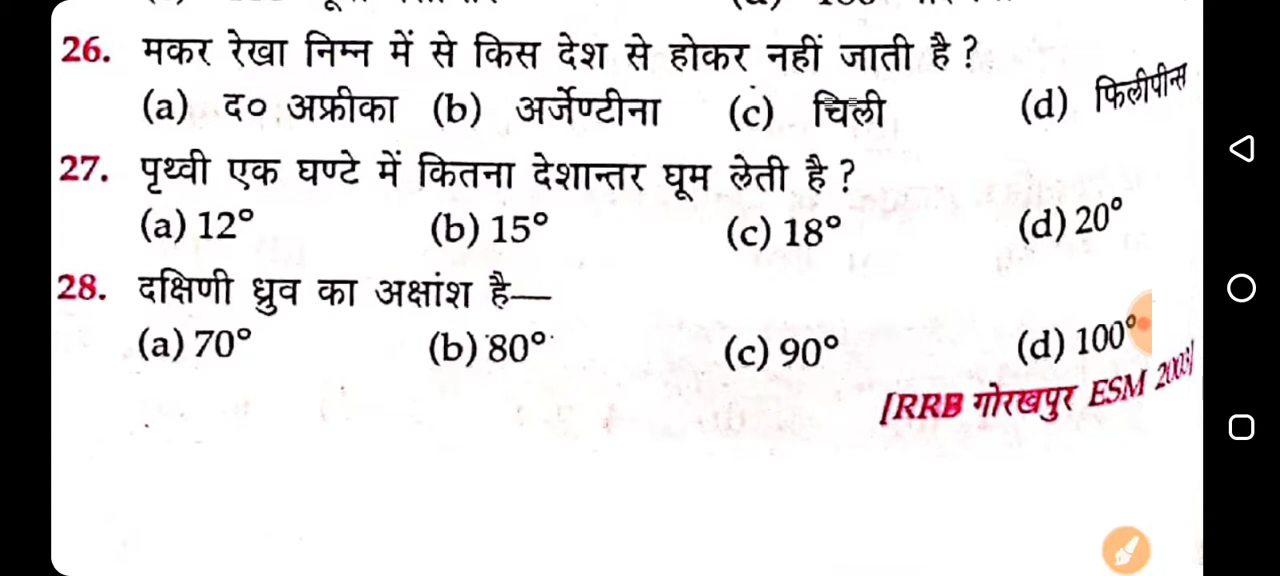 26. मकर रेखा निम्न में से किस देश से होकर नहीं जाती है ?
(a) द० अफ्रीका (b) अर्जेण्टीना (c) चिली (d) फिलीपीन्स
27. पृथ्वी एक घण्टे में कितना देशान्तर घूम लेती है ?
(a) 12° (b) 15° (c) 18° (d) 20°
28. दक्षिणी ध्रुव का अक्षांश है—
(a) 70° (b) 80° (c) 90° (d) 100°
[RRB गोरखपुर ESM 2003]